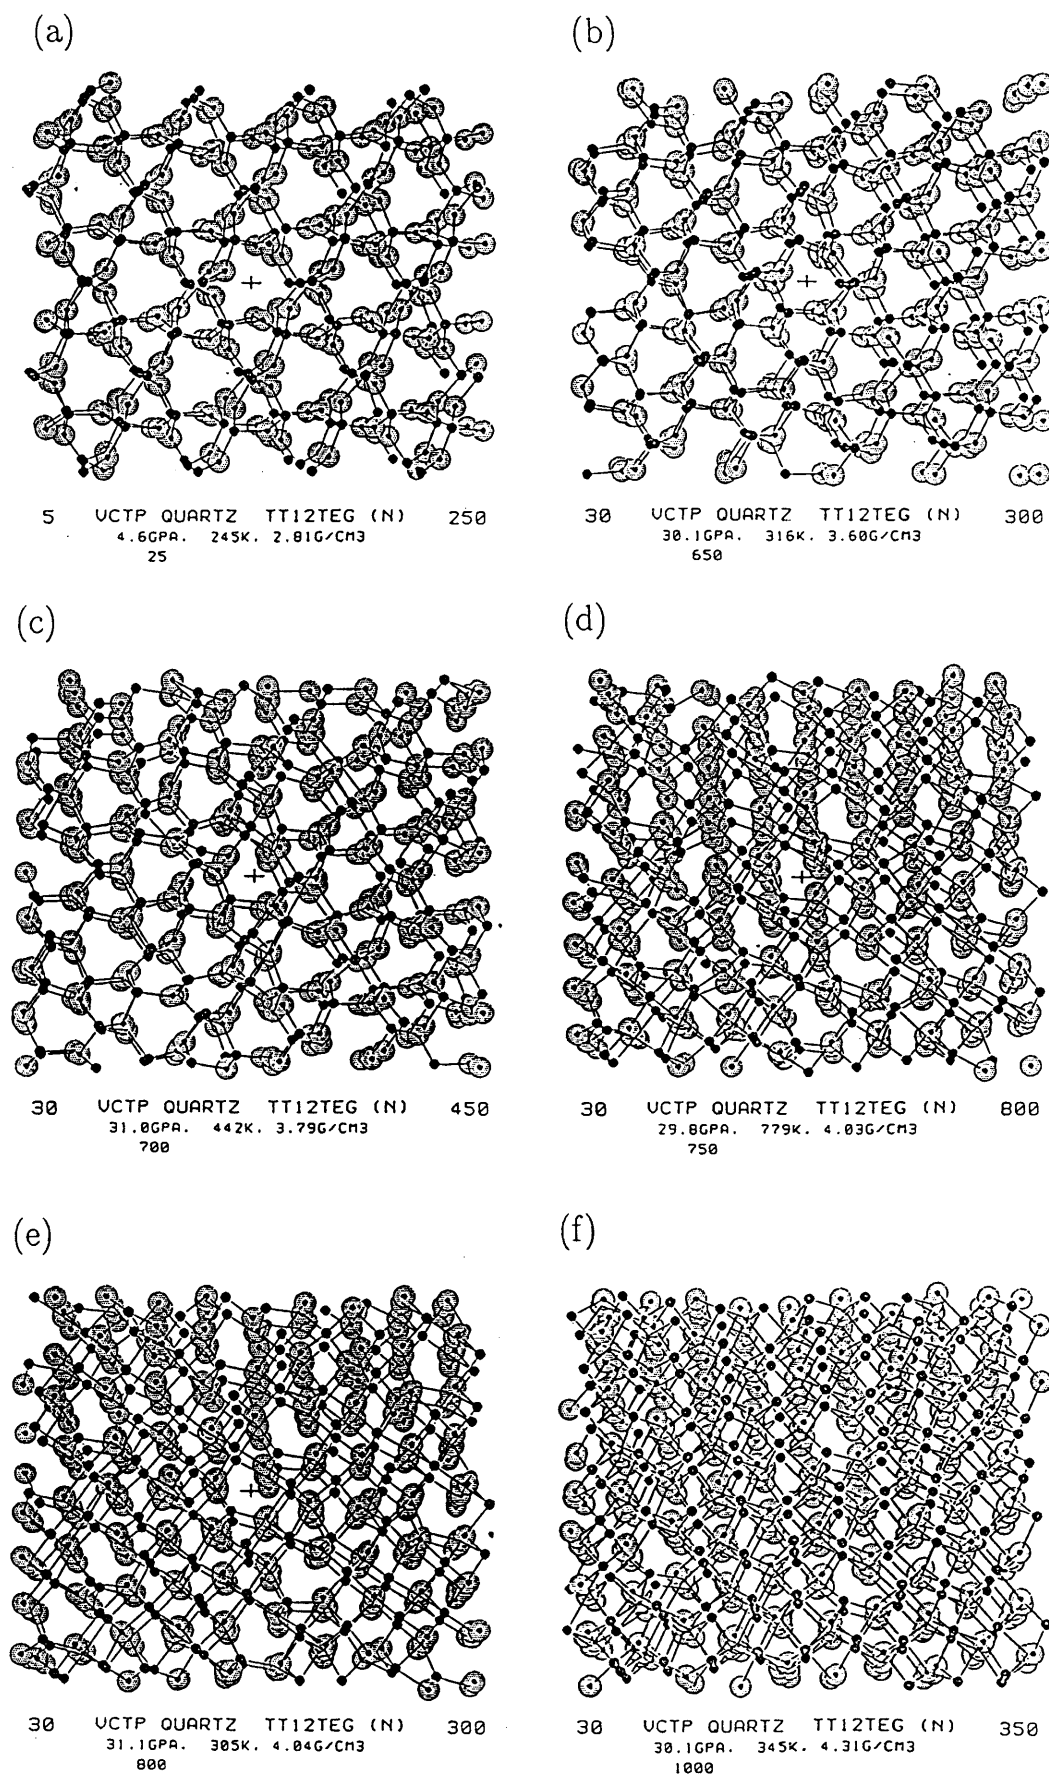 (a)
(b)
5 VCTP QUARTZ TT12TEG (N) 250
4.6GPA. 245K. 2.81G/CM3
25
30 VCTP QUARTZ TT12TEG (N) 300
30.1GPA. 316K. 3.60G/CM3
650
(c)
(d)
30 VCTP QUARTZ TT12TEG (N) 450
31.0GPA. 442K. 3.79G/CM3
700
30 VCTP QUARTZ TT12TEG (N) 800
29.8GPA. 779K. 4.03G/CM3
750
(e)
(f)
30 VCTP QUARTZ TT12TEG (N) 300
31.1GPA. 305K. 4.04G/CM3
800
30 VCTP QUARTZ TT12TEG (N) 350
30.1GPA. 345K. 4.31G/CM3
1000